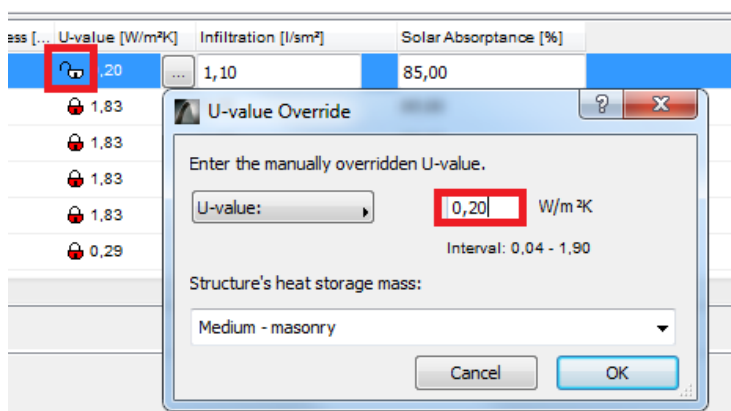 ess [... U-value [W/m²K] Infiltration [l/sm²] Solar Absorptance [%]
,20 ... 1,10 85,00
1,83
U-value Override ?
1,83
Enter the manually overridden U-value.
1,83
U-value: 0,20 W/m²K
1,83
0,29
Interval: 0,04 - 1,90
Structure's heat storage mass:
Medium - masonry
Cancel OK